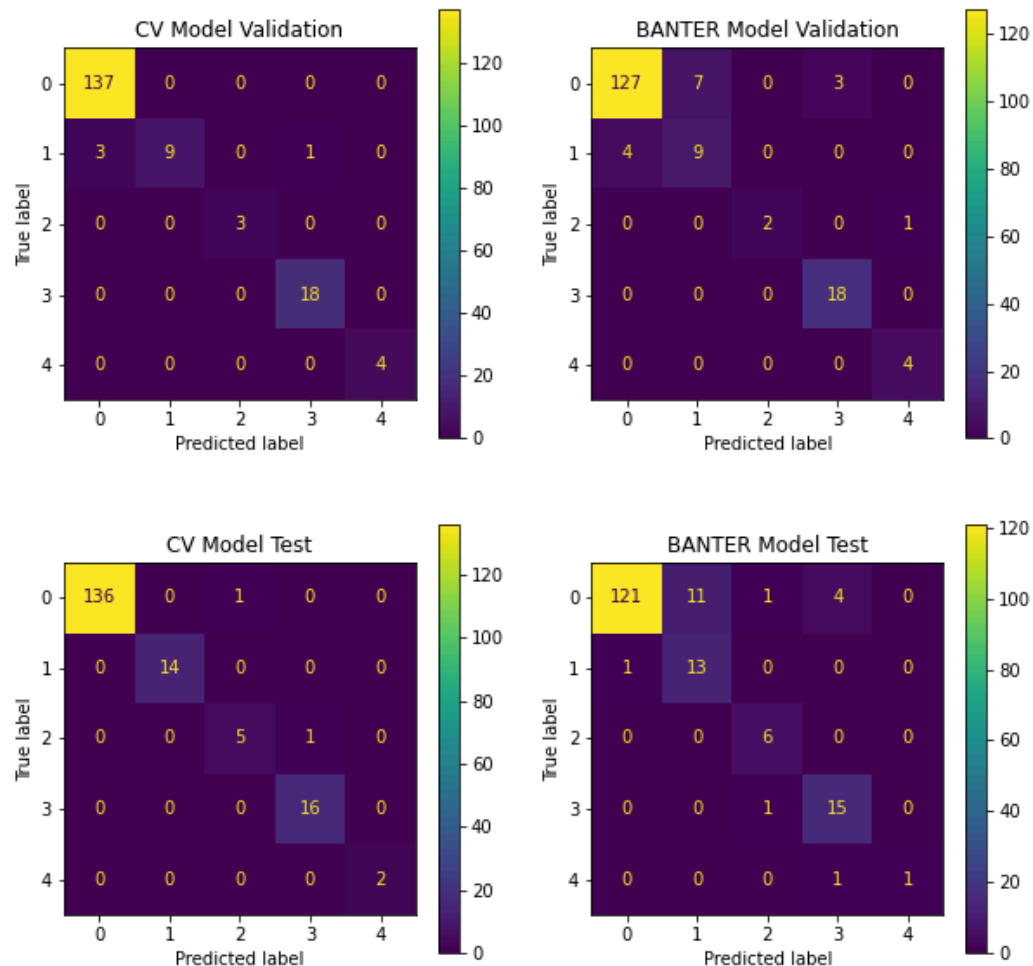 CV Model Validation
BANTER Model Validation
0 137 0 0 0 0
1 3 9 0 1 0
2 0 0 3 0 0
3 0 0 0 18 0
4 0 0 0 0 4
0 1 2 3 4
Predicted label
True label
120
100
80
60
40
20
0
0 127 7 0 3 0
1 4 9 0 0 0
2 0 0 2 0 1
3 0 0 0 18 0
4 0 0 0 0 4
0 1 2 3 4
Predicted label
True label
120
100
80
60
40
20
0
CV Model Test
BANTER Model Test
0 136 0 1 0 0
1 0 14 0 0 0
2 0 0 5 1 0
3 0 0 0 16 0
4 0 0 0 0 2
0 1 2 3 4
Predicted label
True label
120
100
80
60
40
20
0
0 121 11 1 4 0
1 1 13 0 0 0
2 0 0 6 0 0
3 0 0 1 15 0
4 0 0 0 1 1
0 1 2 3 4
Predicted label
True label
120
100
80
60
40
20
0